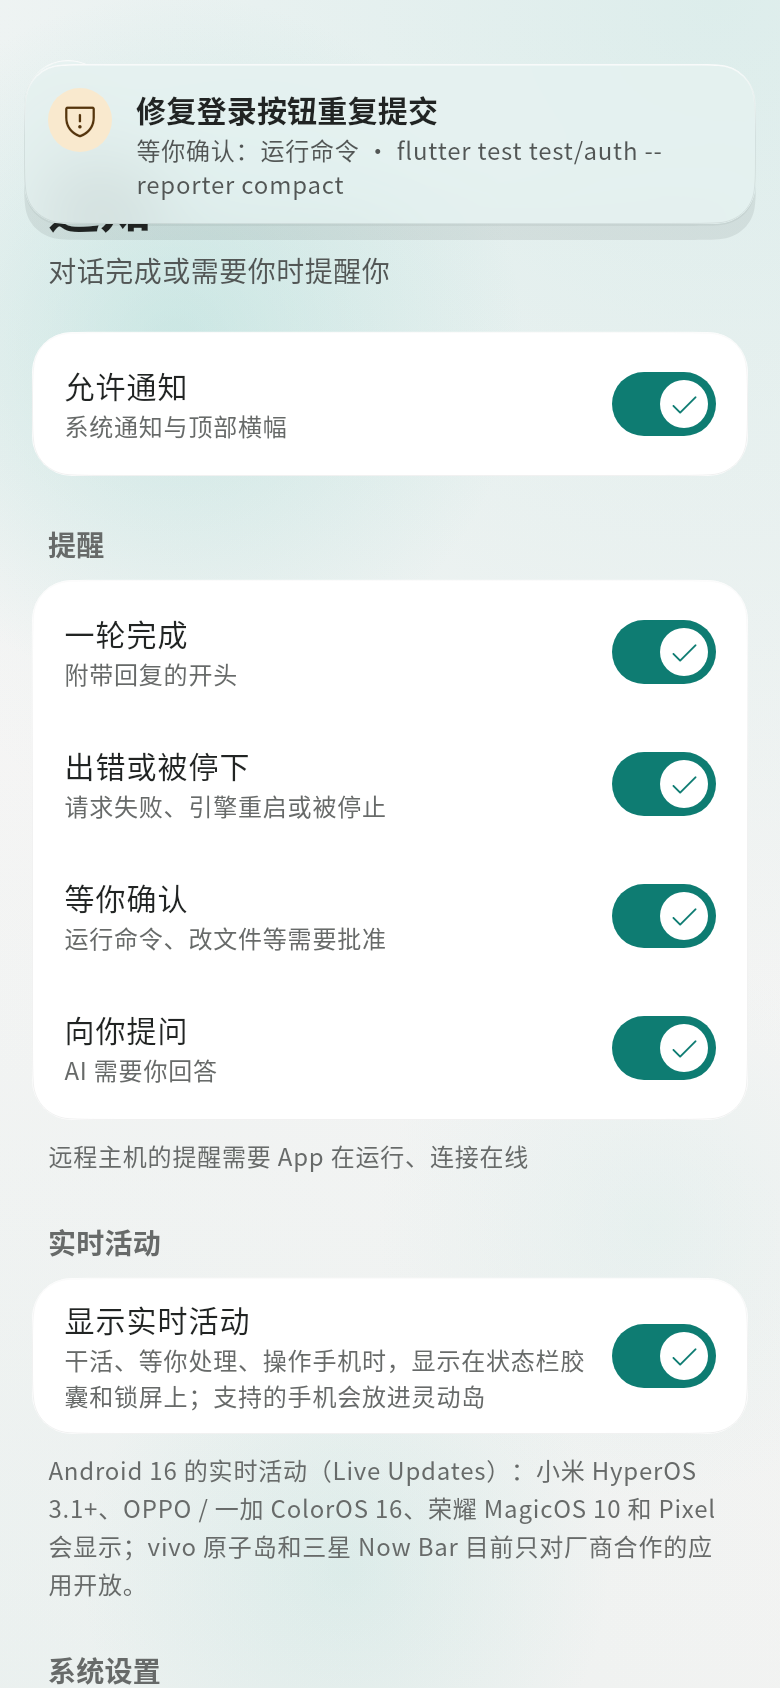 修复登录按钮重复提交
等你确认：运行命令 · flutter test test/auth --
reporter compact
对话完成或需要你时提醒你
允许通知
系统通知与顶部横幅
提醒
一轮完成
附带回复的开头
出错或被停下
请求失败、引擎重启或被停止
等你确认
运行命令、改文件等需要批准
向你提问
AI 需要你回答
远程主机的提醒需要 App 在运行、连接在线
实时活动
显示实时活动
干活、等你处理、操作手机时，显示在状态栏胶
囊和锁屏上；支持的手机会放进灵动岛
Android 16 的实时活动（Live Updates）：小米 HyperOS
3.1+、OPPO / 一加 ColorOS 16、荣耀 MagicOS 10 和 Pixel
会显示；vivo 原子岛和三星 Now Bar 目前只对厂商合作的应
用开放。
系统设置